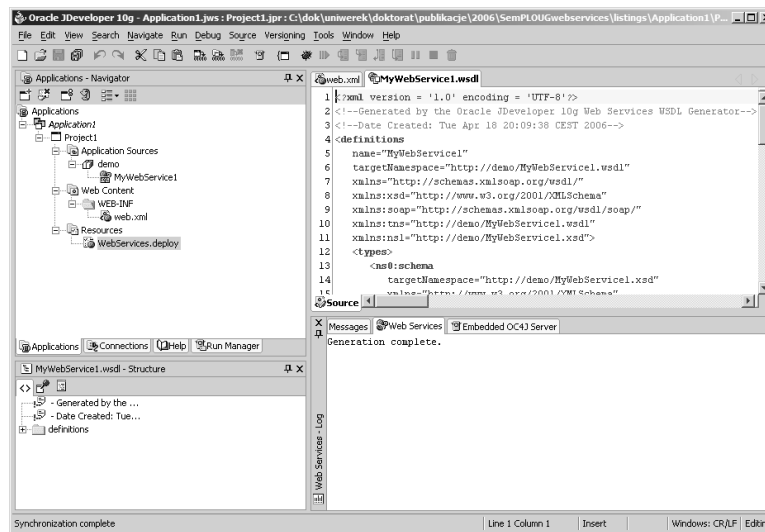 Oracle JDeveloper 10g - Application1.jws : Project1.jpr : C:\dok\uniwerek\doktorat\publikacje\2006\SemPLOUGwebservices\listings\Application1\P...
File Edit View Search Navigate Run Debug Source Versioning Tools Window Help
Applications - Navigator
Applications
Application1
Project1
Application Sources
demo
MyWebService1
Web Content
WEB-INF
web.xml
Resources
WebServices.deploy
Applications Connections Help Run Manager
MyWebService1.wsdl - Structure
- Generated by the ...
- Date Created: Tue...
definitions
web.xml MyWebService1.wsdl
1 <?xml version = '1.0' encoding = 'UTF-8'?>
2 <!--Generated by the Oracle JDeveloper 10g Web Services WSDL Generator-->
3 <!--Date Created: Tue Apr 18 20:09:38 CEST 2006-->
4 <definitions
5 name="MyWebService1"
6 targetNamespace="http://demo/MyWebService1.wsdl"
7 xmlns="http://schemas.xmlsoap.org/wsdl/"
8 xmlns:xsd="http://www.w3.org/2001/XMLSchema"
9 xmlns:soap="http://schemas.xmlsoap.org/wsdl/soap/"
10 xmlns:tns="http://demo/MyWebService1.wsdl"
11 xmlns:ns1="http://demo/MyWebService1.xsd">
12 <types>
13 <ns0:schema
14 targetNamespace="http://demo/MyWebService1.xsd"
15 xmlns="http://www.w3.org/2001/XMLSchema"
Source
Messages Web Services Embedded OC4J Server
Generation complete.
Web Services - Log
Synchronization complete Line 1 Column 1 Insert Windows: CR/LF Editin